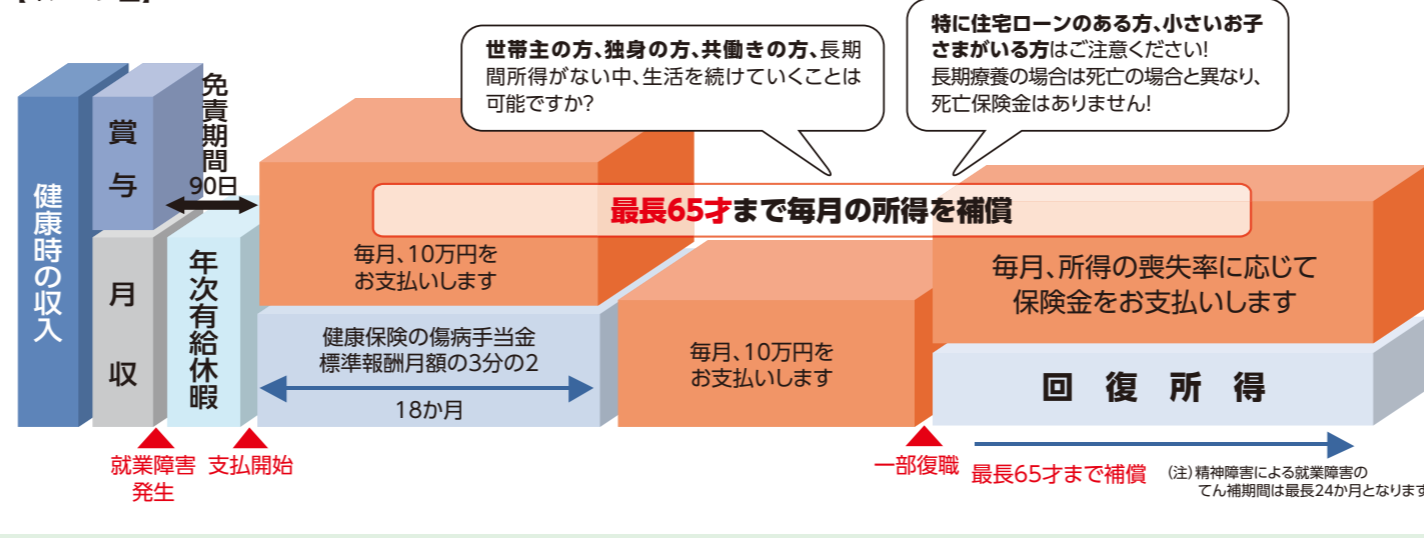 世帯主の方、独身の方、共働きの方、長期
間所得がない中、生活を続けていくことは
可能ですか?
特に住宅ローンのある方、小さいお子
さまがいる方はご注意ください!
長期療養の場合は死亡の場合と異なり、
死亡保険金はありません!
健康時の収入
賞与
月収
免責期間
90日
年次有給休暇
最長65才まで毎月の所得を補償
毎月、10万円を
お支払いします
健康保険の傷病手当金
標準報酬月額の3分の2
18か月
毎月、10万円を
お支払いします
毎月、所得の喪失率に応じて
保険金をお支払いします
回復所得
就業障害
発生
支払開始
一部復職
最長65才まで補償
(注)精神障害による就業障害の
てん補期間は最長24か月となります